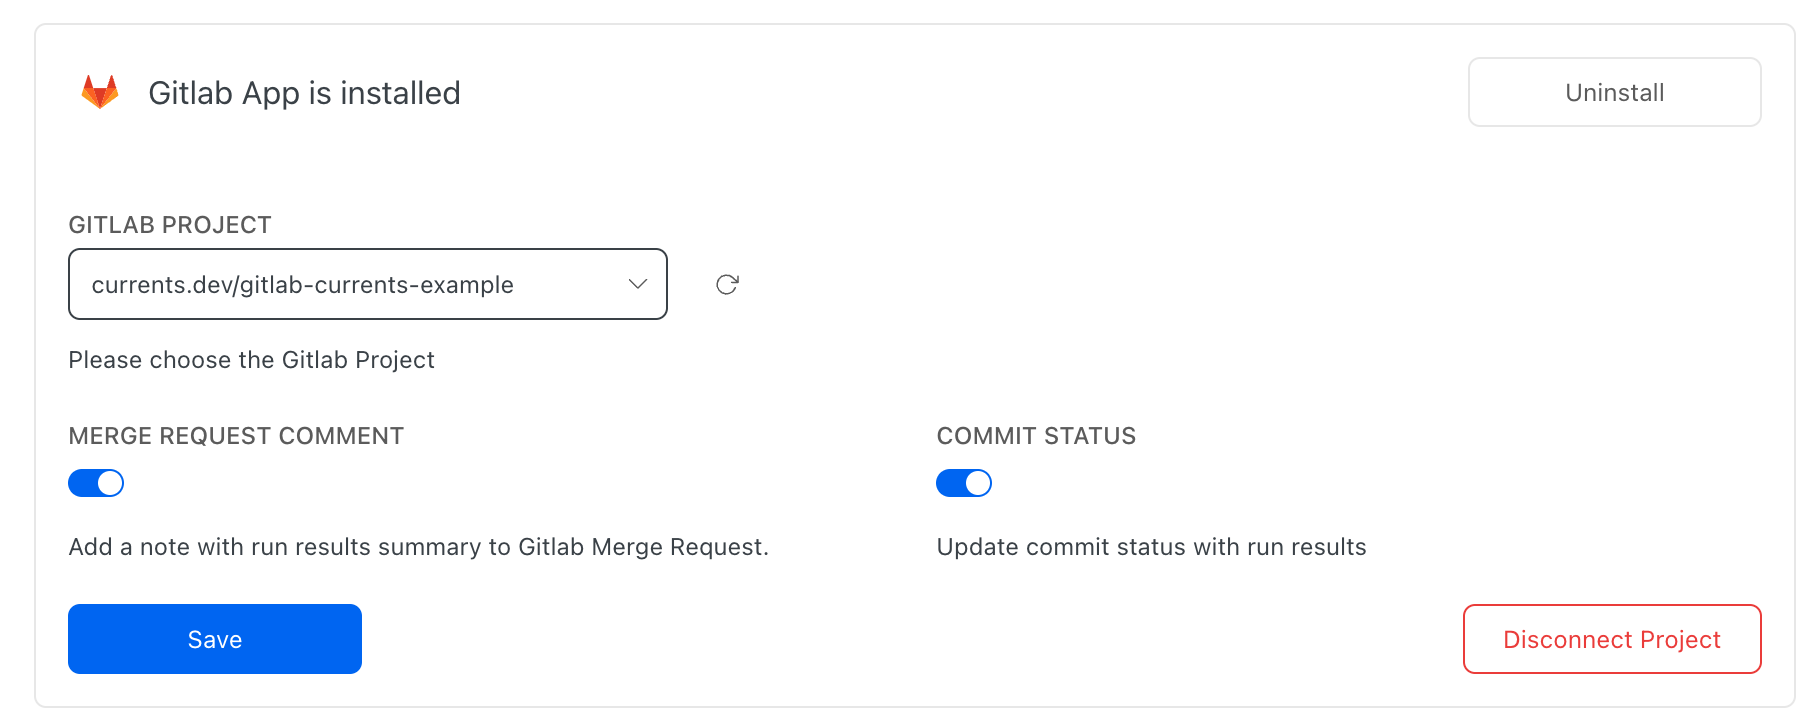 Gitlab App is installed
Uninstall
GITLAB PROJECT
currents.dev/gitlab-currents-example
Please choose the Gitlab Project
MERGE REQUEST COMMENT
COMMIT STATUS
Add a note with run results summary to Gitlab Merge Request.
Update commit status with run results
Save
Disconnect Project